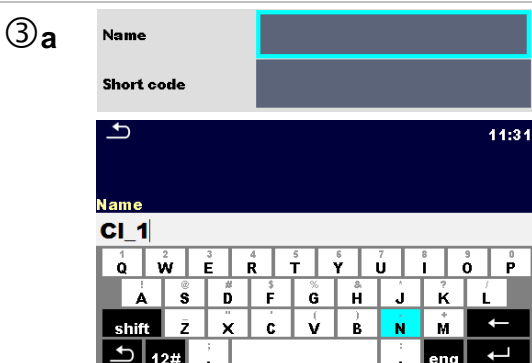 ③a
Name
Short code
11:31
Name
Cl_1
1 2 3 4 5 6 7 8 9 0
Q W E R T Y U I O P
! @ # $ % & * ? /
A S D F G H J K L
- " ( ) - +
shift Z X C V B N M ←
; :
12# , . eng